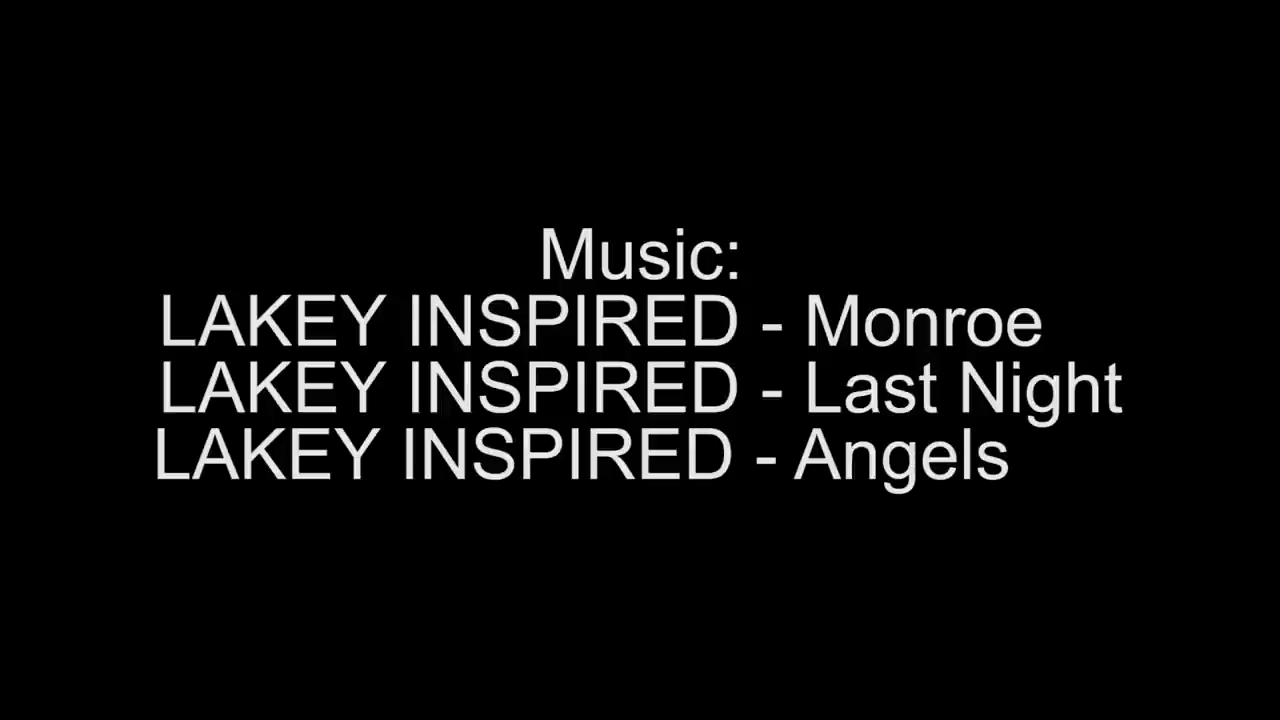 Music:
LAKEY INSPIRED - Monroe
LAKEY INSPIRED - Last Night
LAKEY INSPIRED - Angels